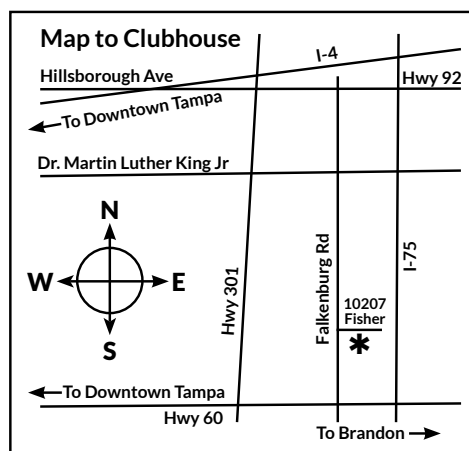 Map to Clubhouse
I-4
Hillsborough Ave
Hwy 92
To Downtown Tampa
Dr. Martin Luther King Jr
N
W
E
S
Hwy 301
Falkenburg Rd
I-75
10207
Fisher
To Downtown Tampa
Hwy 60
To Brandon